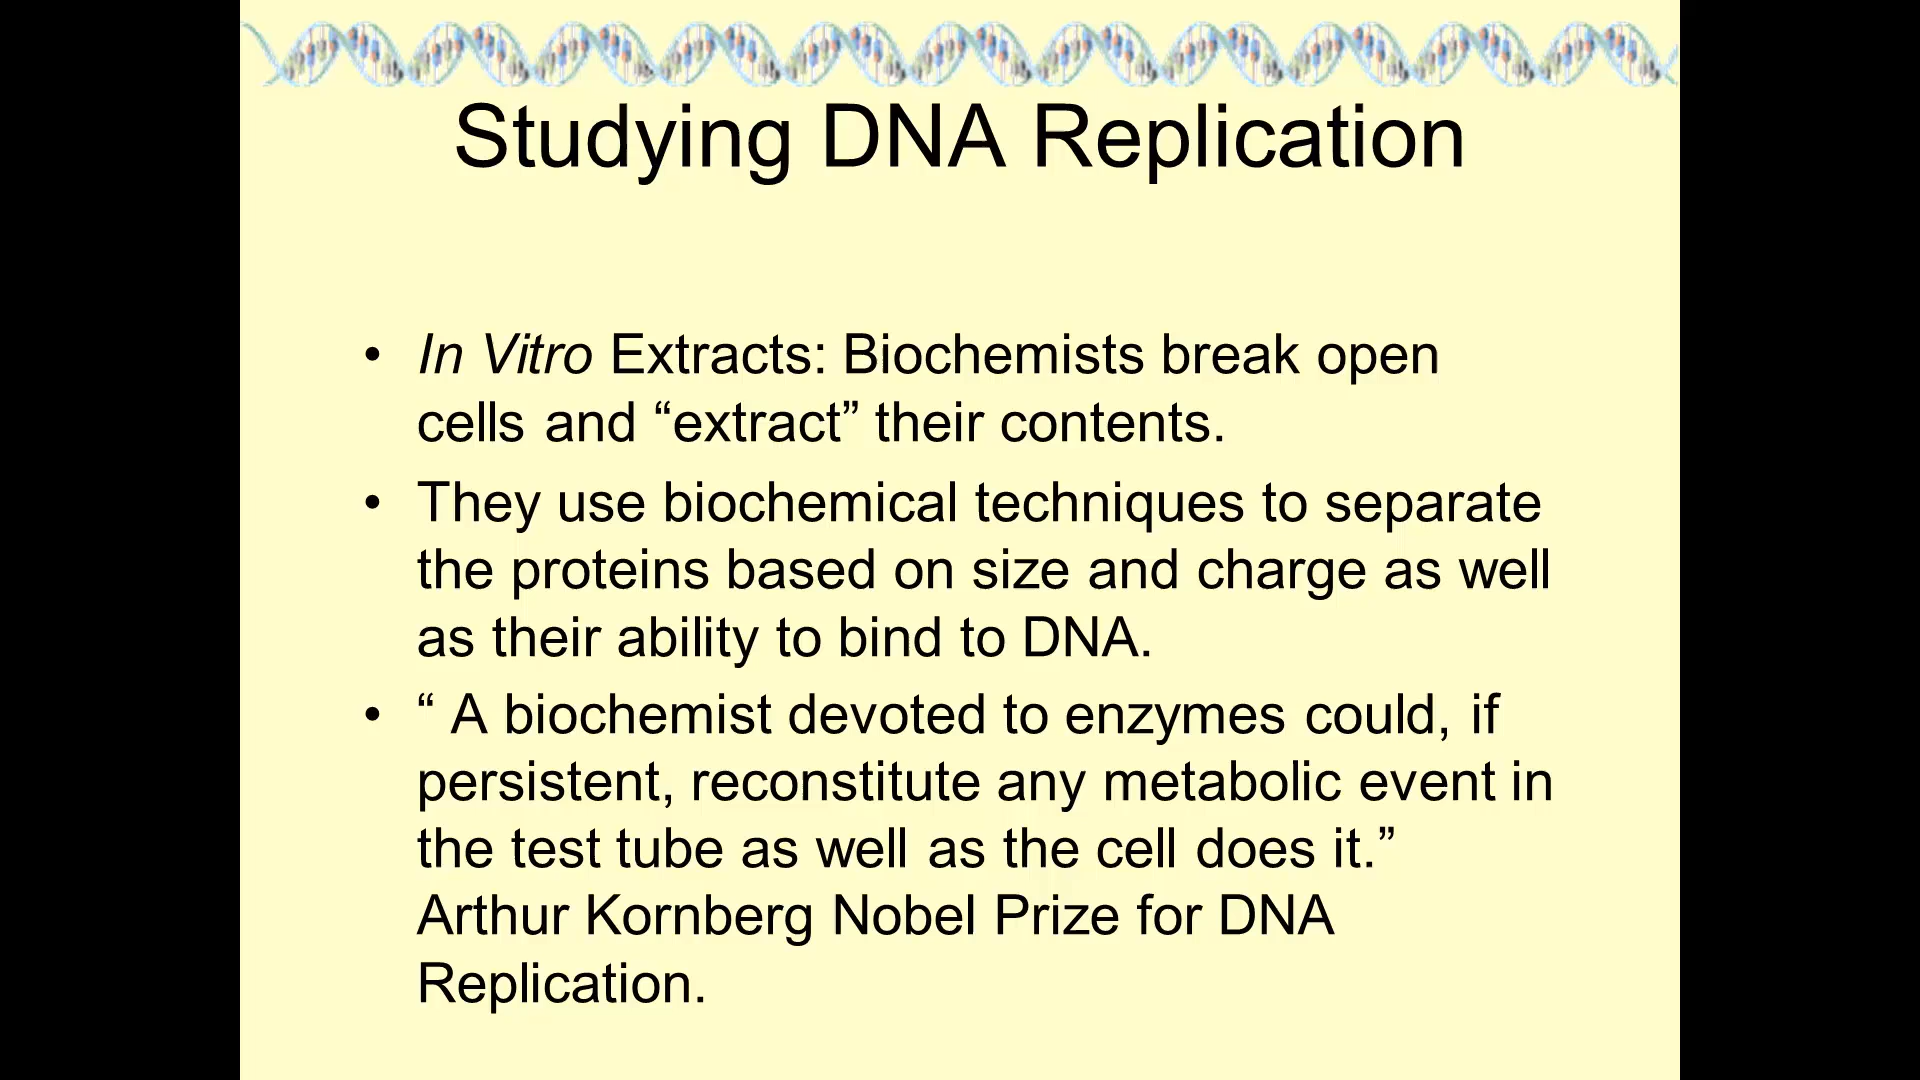 Studying DNA Replication
• In Vitro Extracts: Biochemists break open
cells and “extract” their contents.
• They use biochemical techniques to separate
the proteins based on size and charge as well
as their ability to bind to DNA.
• “ A biochemist devoted to enzymes could, if
persistent, reconstitute any metabolic event in
the test tube as well as the cell does it.”
Arthur Kornberg Nobel Prize for DNA
Replication.